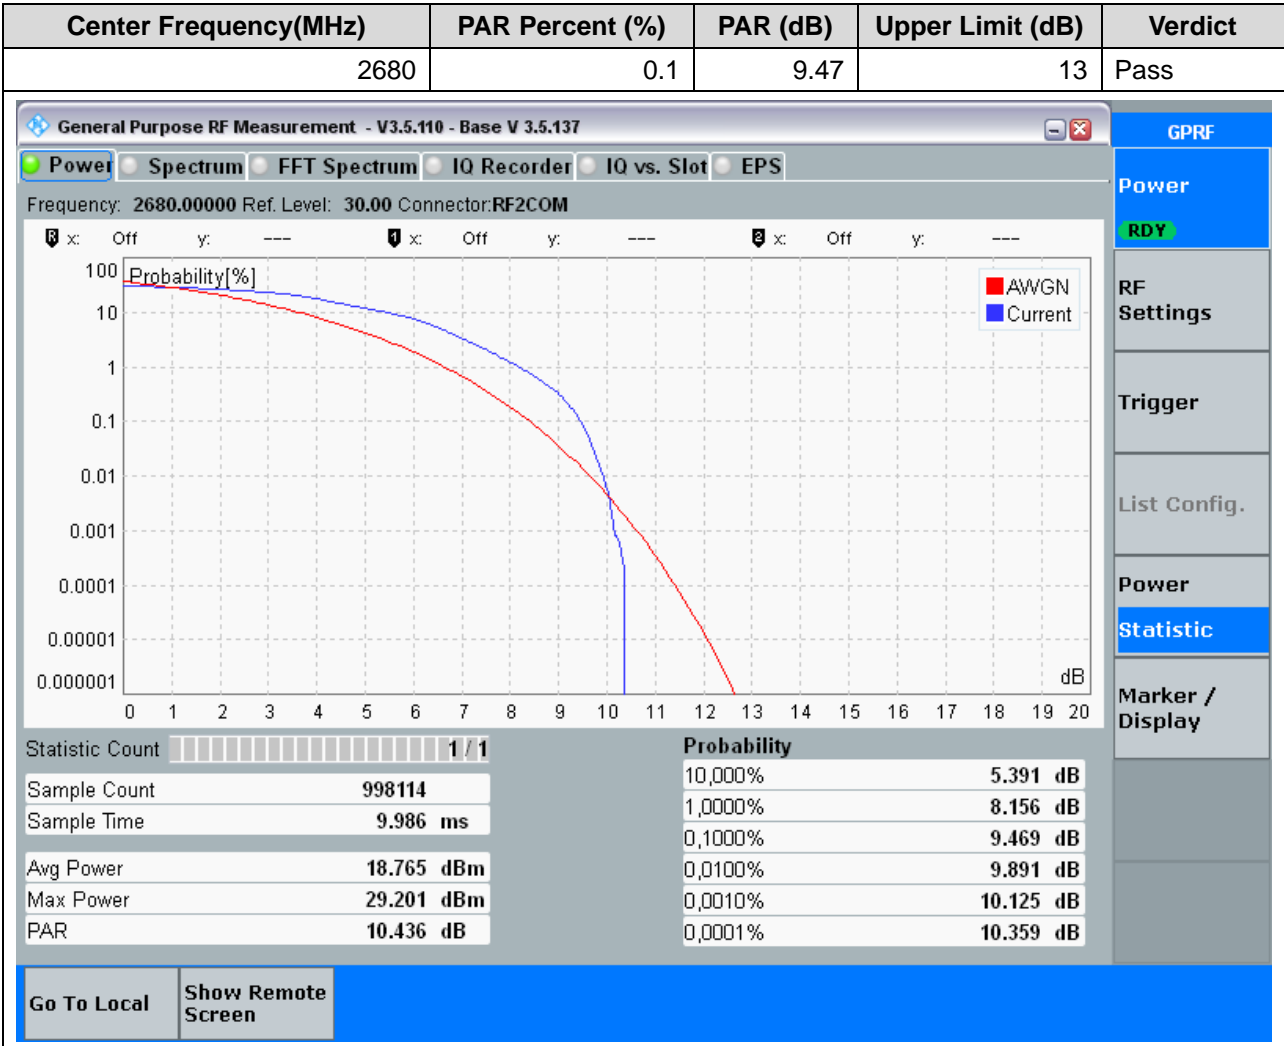 Center Frequency(MHz) PAR Percent (%) PAR (dB) Upper Limit (dB) Verdict
2680 0.1 9.47 13 Pass
General Purpose RF Measurement - V3.5.110 - Base V 3.5.137
GPRF
Power Spectrum FFT Spectrum IQ Recorder IQ vs. Slot EPS
Frequency: 2680.00000 Ref. Level: 30.00 Connector:RF2COM
R x: Off y: --- 1 x: Off y: --- 2 x: Off y: ---
Probability[%]
AWGN
Current
100
10
1
0.1
0.01
0.001
0.0001
0.00001
0.000001
dB
0 1 2 3 4 5 6 7 8 9 10 11 12 13 14 15 16 17 18 19 20
Statistic Count 1 / 1
Sample Count 998114
Sample Time 9.986 ms
Avg Power 18.765 dBm
Max Power 29.201 dBm
PAR 10.436 dB
Probability
10,000% 5.391 dB
1,0000% 8.156 dB
0,1000% 9.469 dB
0,0100% 9.891 dB
0,0010% 10.125 dB
0,0001% 10.359 dB
Power
RDY
RF
Settings
Trigger
List Config.
Power
Statistic
Marker /
Display
Go To Local
Show Remote
Screen